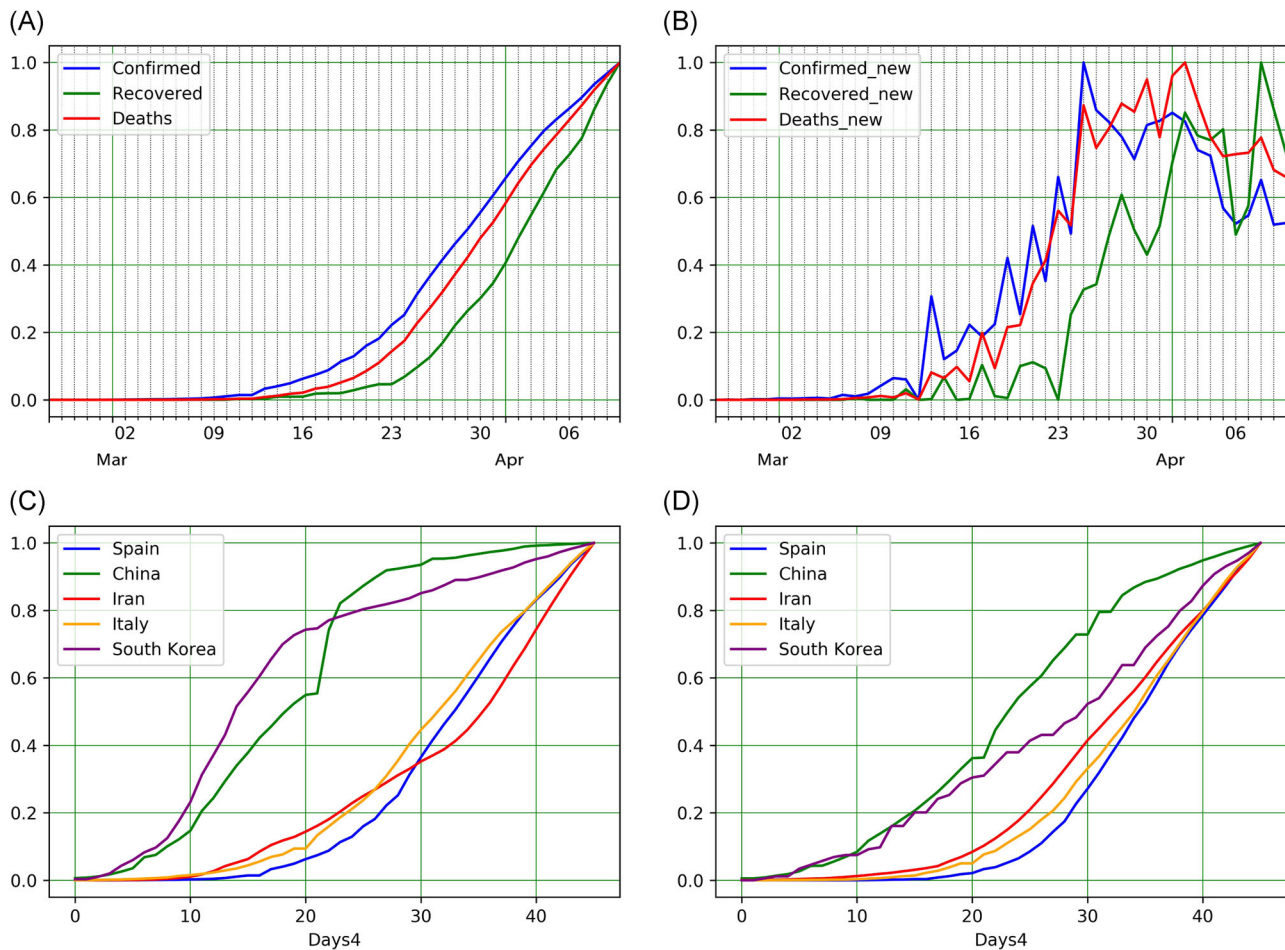 (A)
1.0
0.8
0.6
0.4
0.2
0.0
Confirmed
Recovered
Deaths
02 09 16 23 30 06
Mar Apr
(B)
1.0
0.8
0.6
0.4
0.2
0.0
Confirmed_new
Recovered_new
Deaths_new
02 09 16 23 30 06
Mar Apr
(C)
1.0
0.8
0.6
0.4
0.2
0.0
Spain
China
Iran
Italy
South Korea
0 10 20 30 40
Days4
(D)
1.0
0.8
0.6
0.4
0.2
0.0
Spain
China
Iran
Italy
South Korea
0 10 20 30 40
Days4